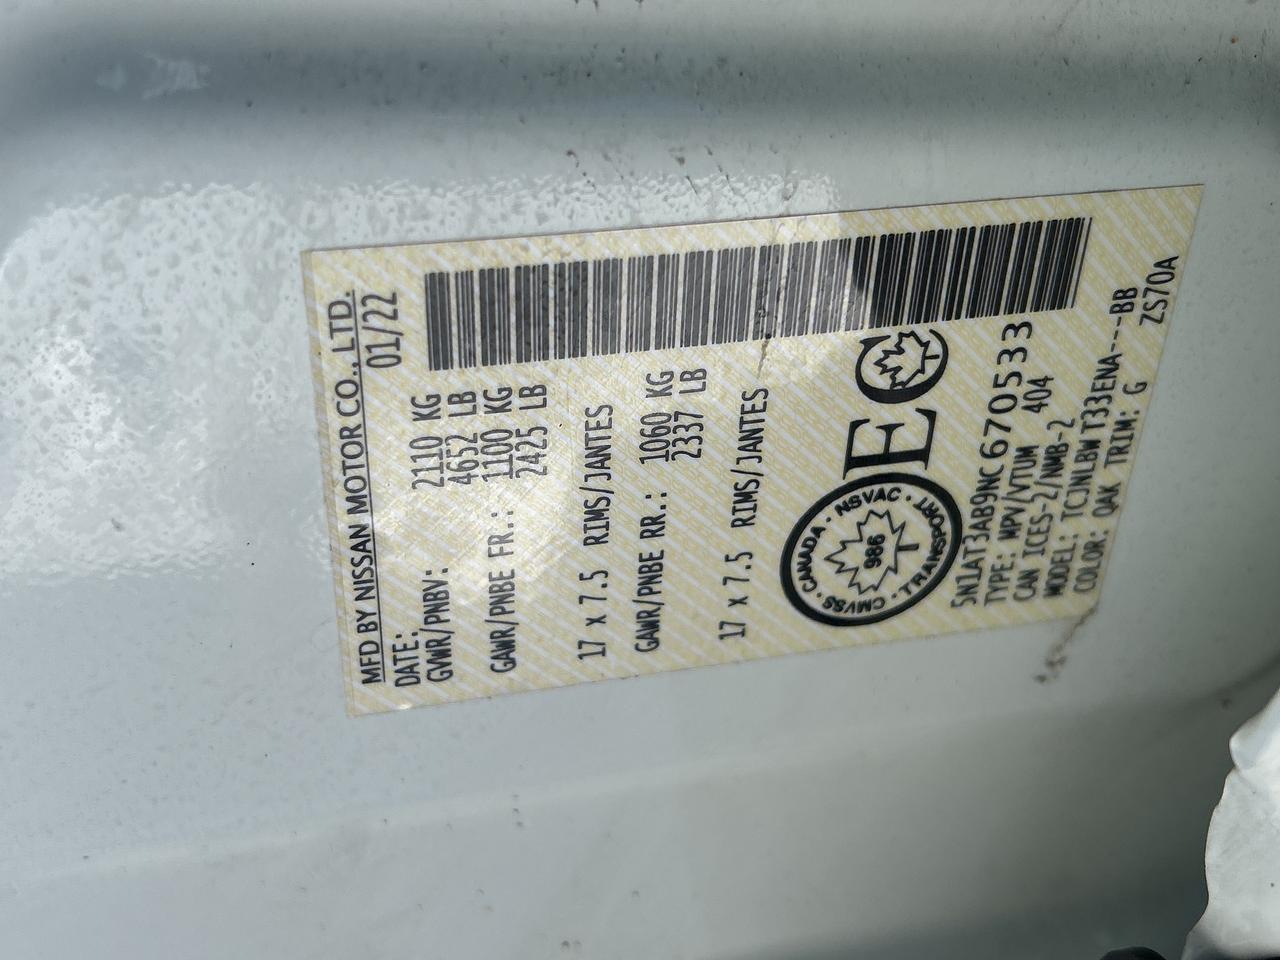 MFD BY NISSAN MOTOR CO., LTD.
DATE: 01/22
GVWR/PNBV: 2110 KG
4652 LB
GAWR/PNBE FR.: 1100 KG
2425 LB
17 x 7.5 RIMS/JANTES
GAWR/PNBE RR.: 1060 KG
2337 LB
17 x 7.5 RIMS/JANTES
CANADA · NSVAC · TRANSPORT · CMVSS ·
986
T
EC
T
5N1AT3AB9NC670533
TYPE: MPV/VTUM 404
CAN ICES-2/NMB-2
MODEL: TCJNLBW T33ENA---BB
COLOR: QAK TRIM: G ZS70A